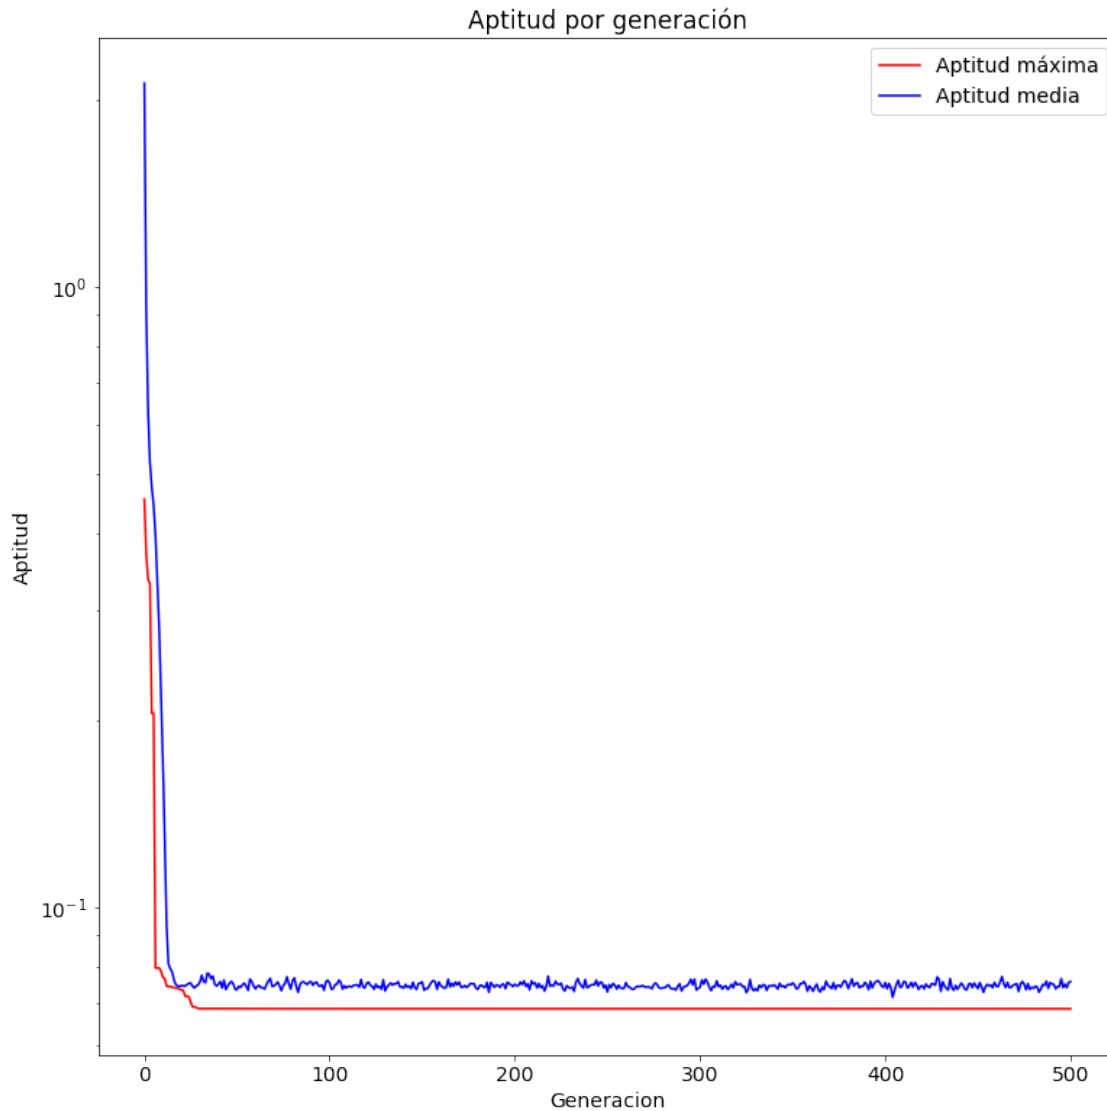 Aptitud por generación
Aptitud máxima
Aptitud media
10^0
10^-1
Aptitud
0 100 200 300 400 500
Generacion